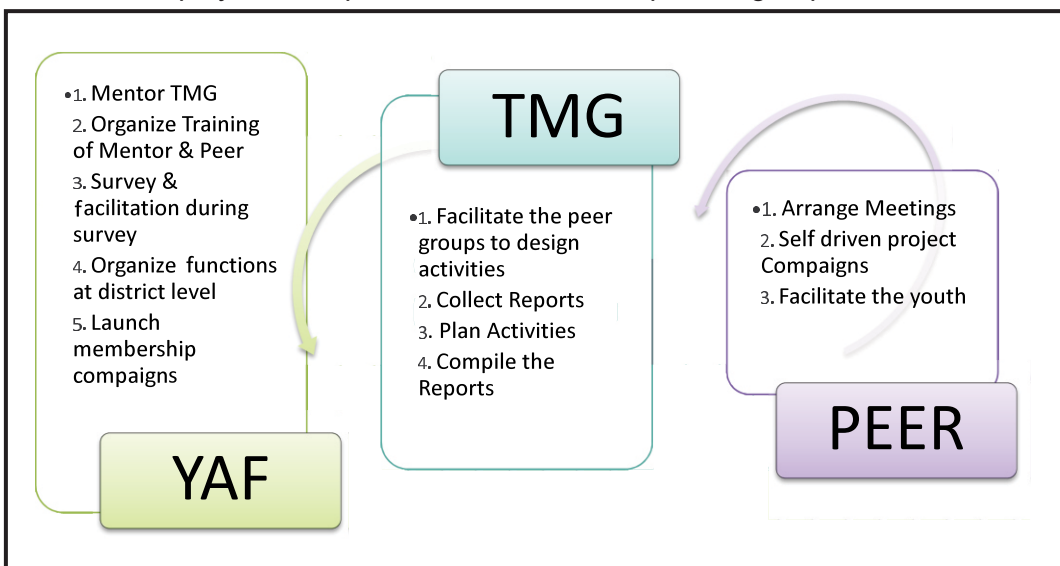 •1. Mentor TMG
2. Organize Training
of Mentor & Peer
3. Survey &
facilitation during
survey
4. Organize functions
at district level
5. Launch
membership
compaigns
YAF
TMG
•1. Facilitate the peer
groups to design
activities
2. Collect Reports
3. Plan Activities
4. Compile the
Reports
•1. Arrange Meetings
2. Self driven project
Compaigns
3. Facilitate the youth
PEER